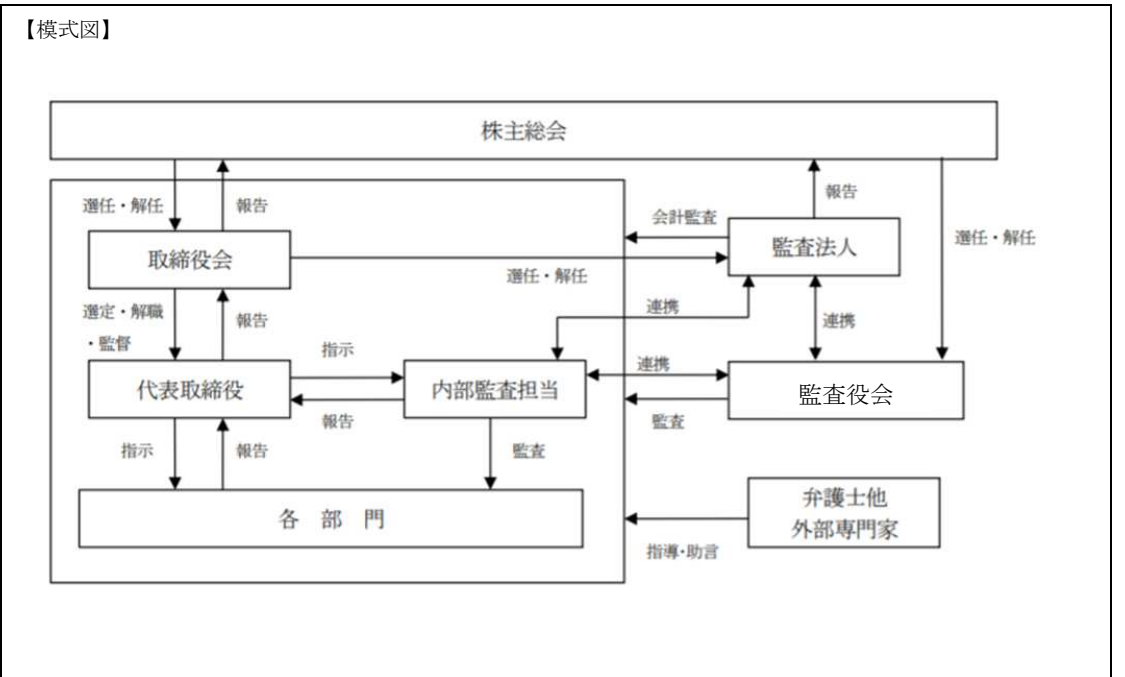 【模式図】
株主総会
選任・解任
報告
報告
会計監査
監査法人
選任・解任
取締役会
選任・解任
選定・解職
・監督
報告
連携
連携
指示
連携
代表取締役
内部監査担当
監査役会
報告
監査
指示
報告
監査
各 部 門
弁護士他
外部専門家
指導・助言